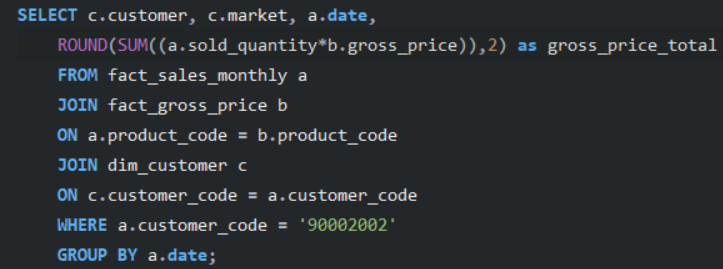 SELECT c.customer, c.market, a.date,
ROUND(SUM((a.sold_quantity*b.gross_price)),2) as gross_price_total
FROM fact_sales_monthly a
JOIN fact_gross_price b
ON a.product_code = b.product_code
JOIN dim_customer c
ON c.customer_code = a.customer_code
WHERE a.customer_code = '90002002'
GROUP BY a.date;